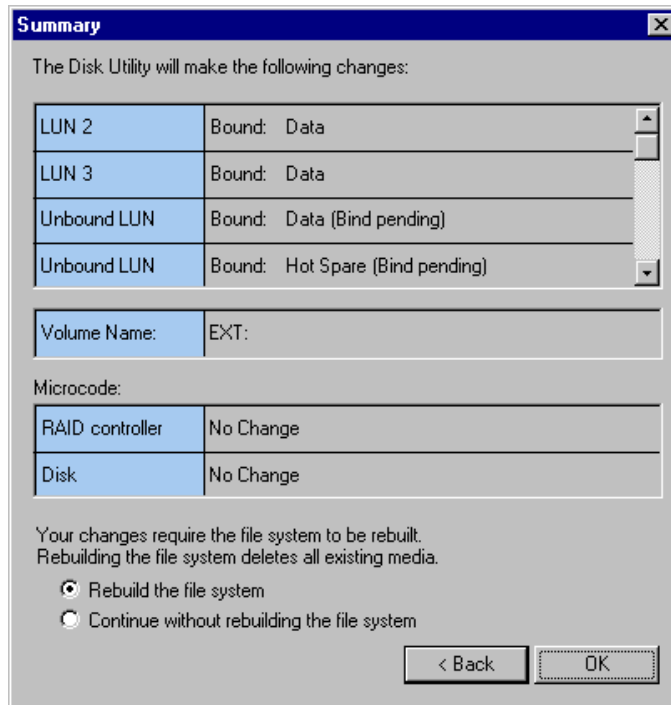 Summary
The Disk Utility will make the following changes:
LUN 2 Bound: Data
LUN 3 Bound: Data
Unbound LUN Bound: Data (Bind pending)
Unbound LUN Bound: Hot Spare (Bind pending)
Volume Name: EXT:
Microcode:
RAID controller No Change
Disk No Change
Your changes require the file system to be rebuilt.
Rebuilding the file system deletes all existing media.
Rebuild the file system
Continue without rebuilding the file system
< Back OK